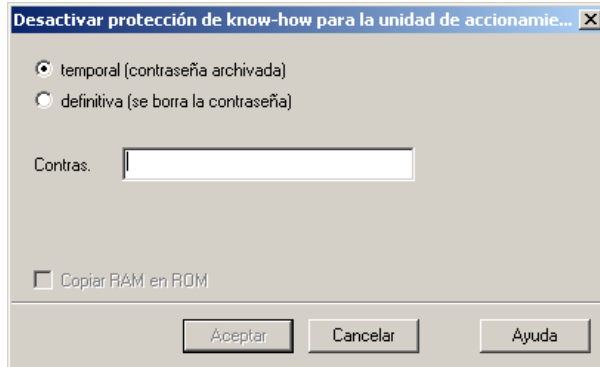 Desactivar protección de know-how para la unidad de accionamie...
temporal (contraseña archivada)
definitiva (se borra la contraseña)
Contras.
Copiar RAM en ROM
Aceptar Cancelar Ayuda